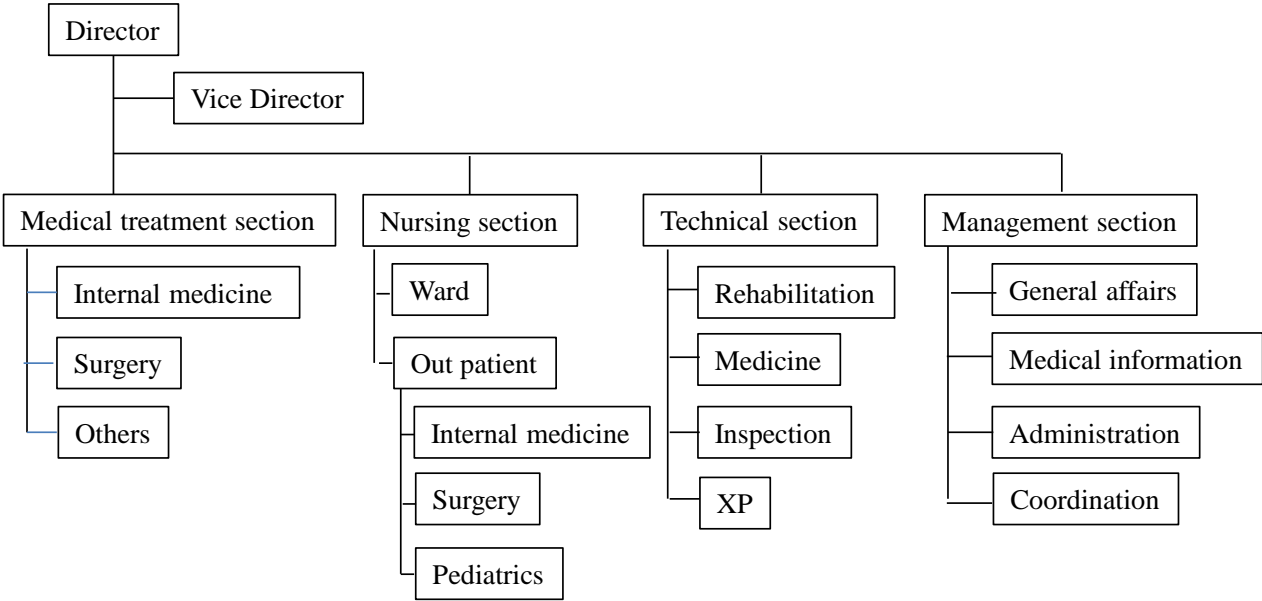 Director
Vice Director
Medical treatment section
Internal medicine
Surgery
Others
Nursing section
Ward
Out patient
Internal medicine
Surgery
Pediatrics
Technical section
Rehabilitation
Medicine
Inspection
XP
Management section
General affairs
Medical information
Administration
Coordination